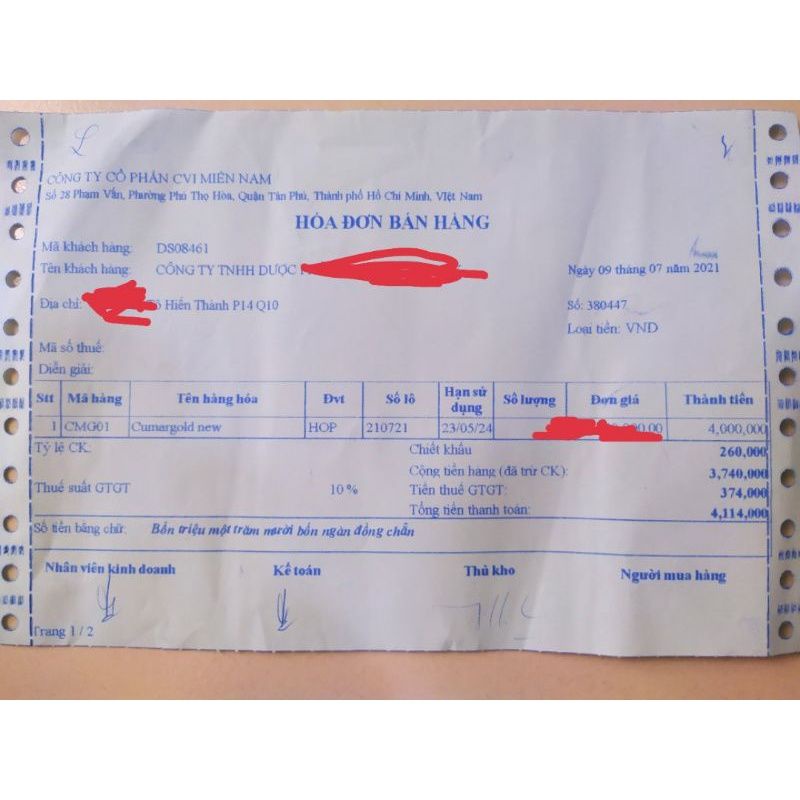 CÔNG TY CỔ PHẦN CVI MIỀN NAM
Số 28 Phạm Vấn, Phường Phú Thọ Hòa, Quận Tân Phú, Thành phố Hồ Chí Minh, Việt Nam
HÓA ĐƠN BÁN HÀNG
Mã khách hàng: DS08461
Tên khách hàng: CÔNG TY TNHH DƯỢC
Ngày 09 tháng 07 năm 2021
Địa chỉ: Hiến Thành P14 Q10
Số: 380447
Loại tiền: VND
Mã số thuế:
Diễn giải:
Stt Mã hàng Tên hàng hóa Đvt Số lô Hạn sử dụng Số lượng Đơn giá Thành tiền
1 CMG01 Cumargold new HOP 210721 23/05/24 4,000,000
Tỷ lệ CK: Chiết khấu 260,000
Cộng tiền hàng (đã trừ CK): 3,740,000
Thuế suất GTGT 10 % Tiền thuế GTGT: 374,000
Tổng tiền thanh toán: 4,114,000
Số tiền bằng chữ: Bốn triệu một trăm mười bốn ngàn đồng chẵn
Nhân viên kinh doanh Kế toán Thủ kho Người mua hàng
Trang 1 / 2